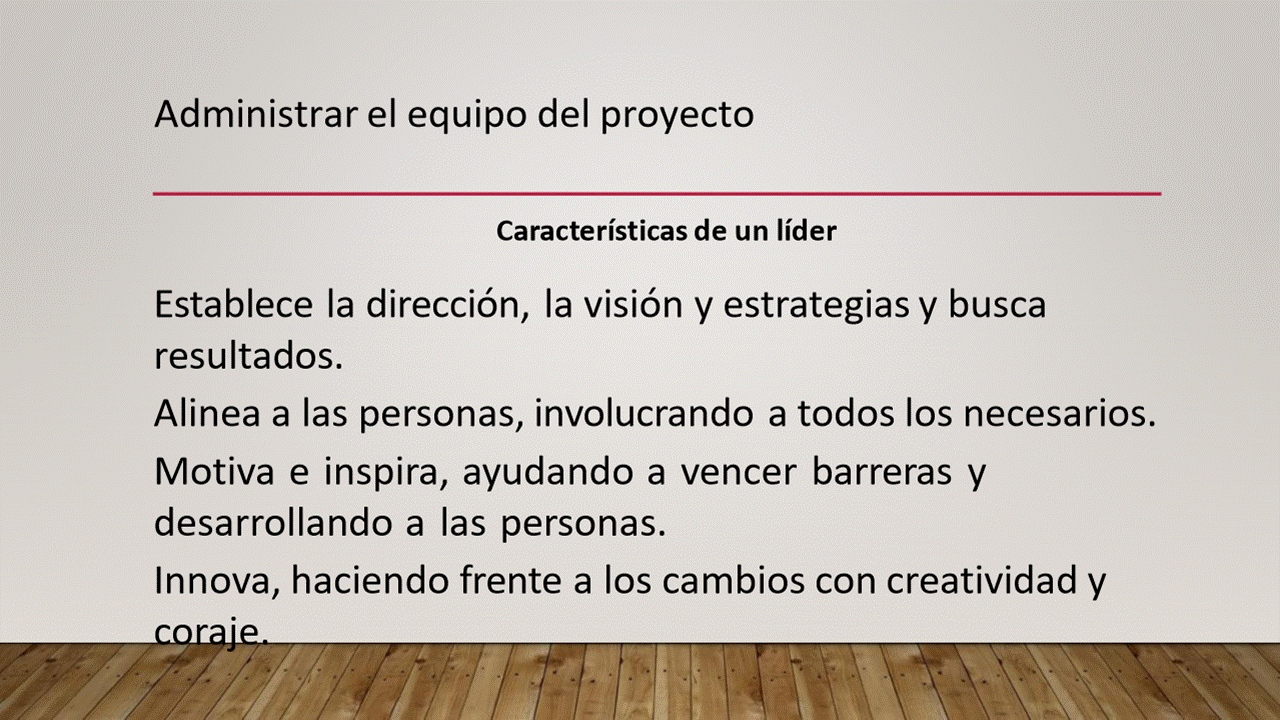 Administrar el equipo del proyecto
Características de un líder
Establece la dirección, la visión y estrategias y busca
resultados.
Alinea a las personas, involucrando a todos los necesarios.
Motiva e inspira, ayudando a vencer barreras y
desarrollando a las personas.
Innova, haciendo frente a los cambios con creatividad y
coraje.